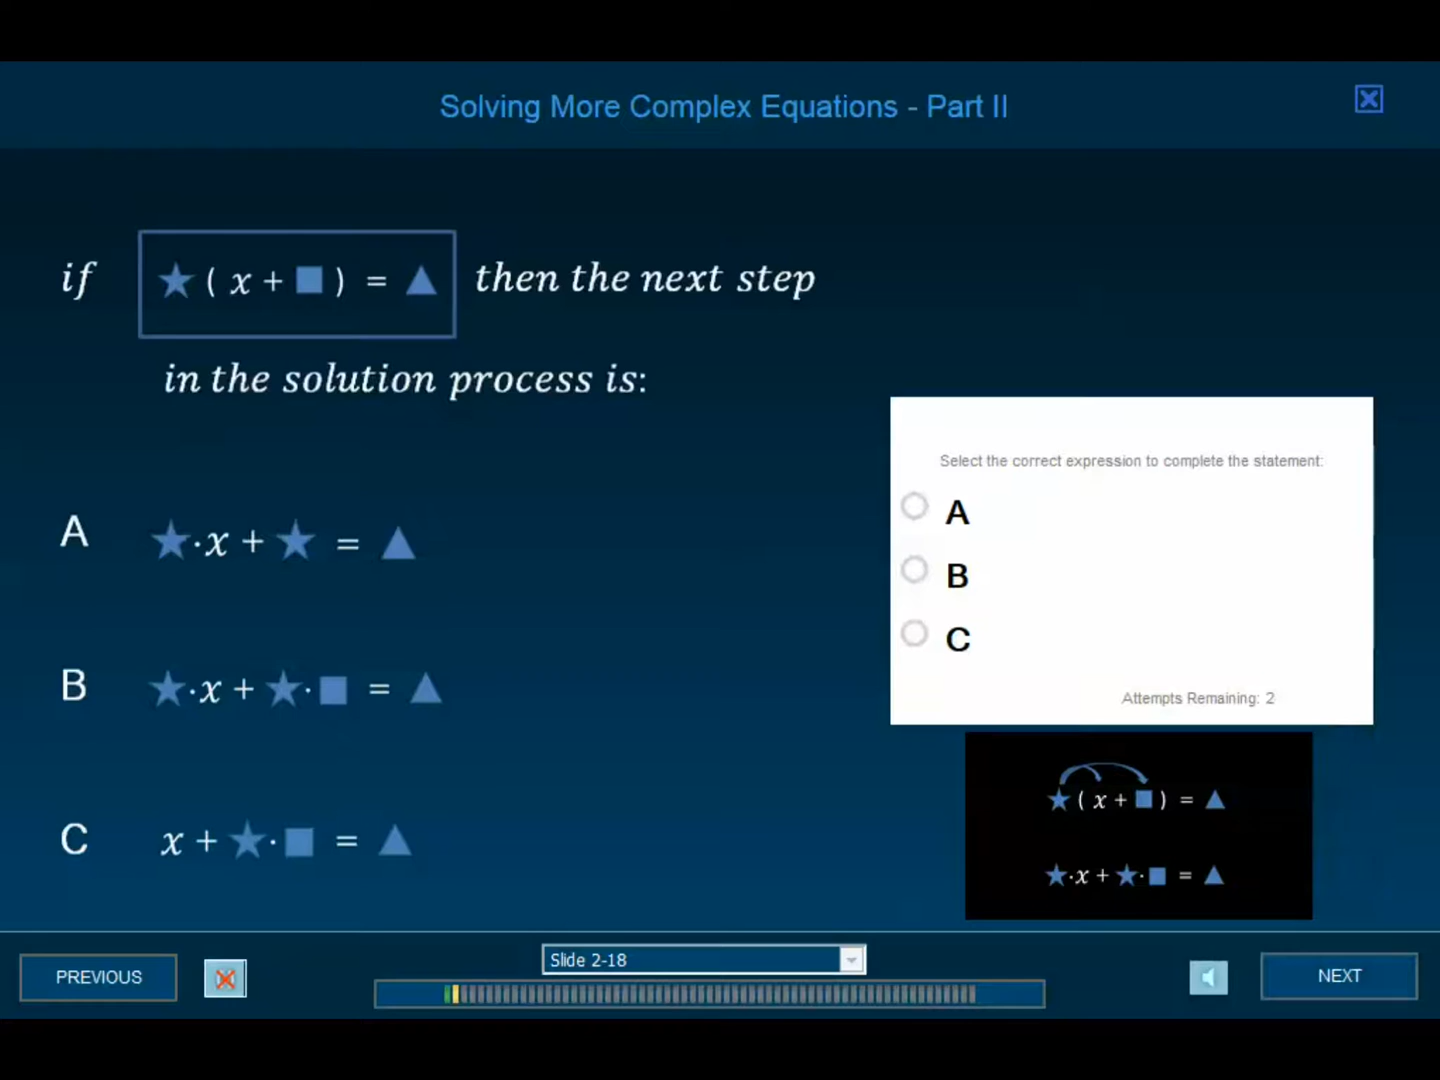 Solving More Complex Equations - Part II
if ★ ( x + ■ ) = ▲ then the next step
in the solution process is:
A ★·x + ★ = ▲
B ★·x + ★·■ = ▲
C x + ★·■ = ▲
Select the correct expression to complete the statement:
A
B
C
Attempts Remaining: 2
★ ( x + ■ ) = ▲
★·x + ★·■ = ▲
PREVIOUS
Slide 2-18
NEXT